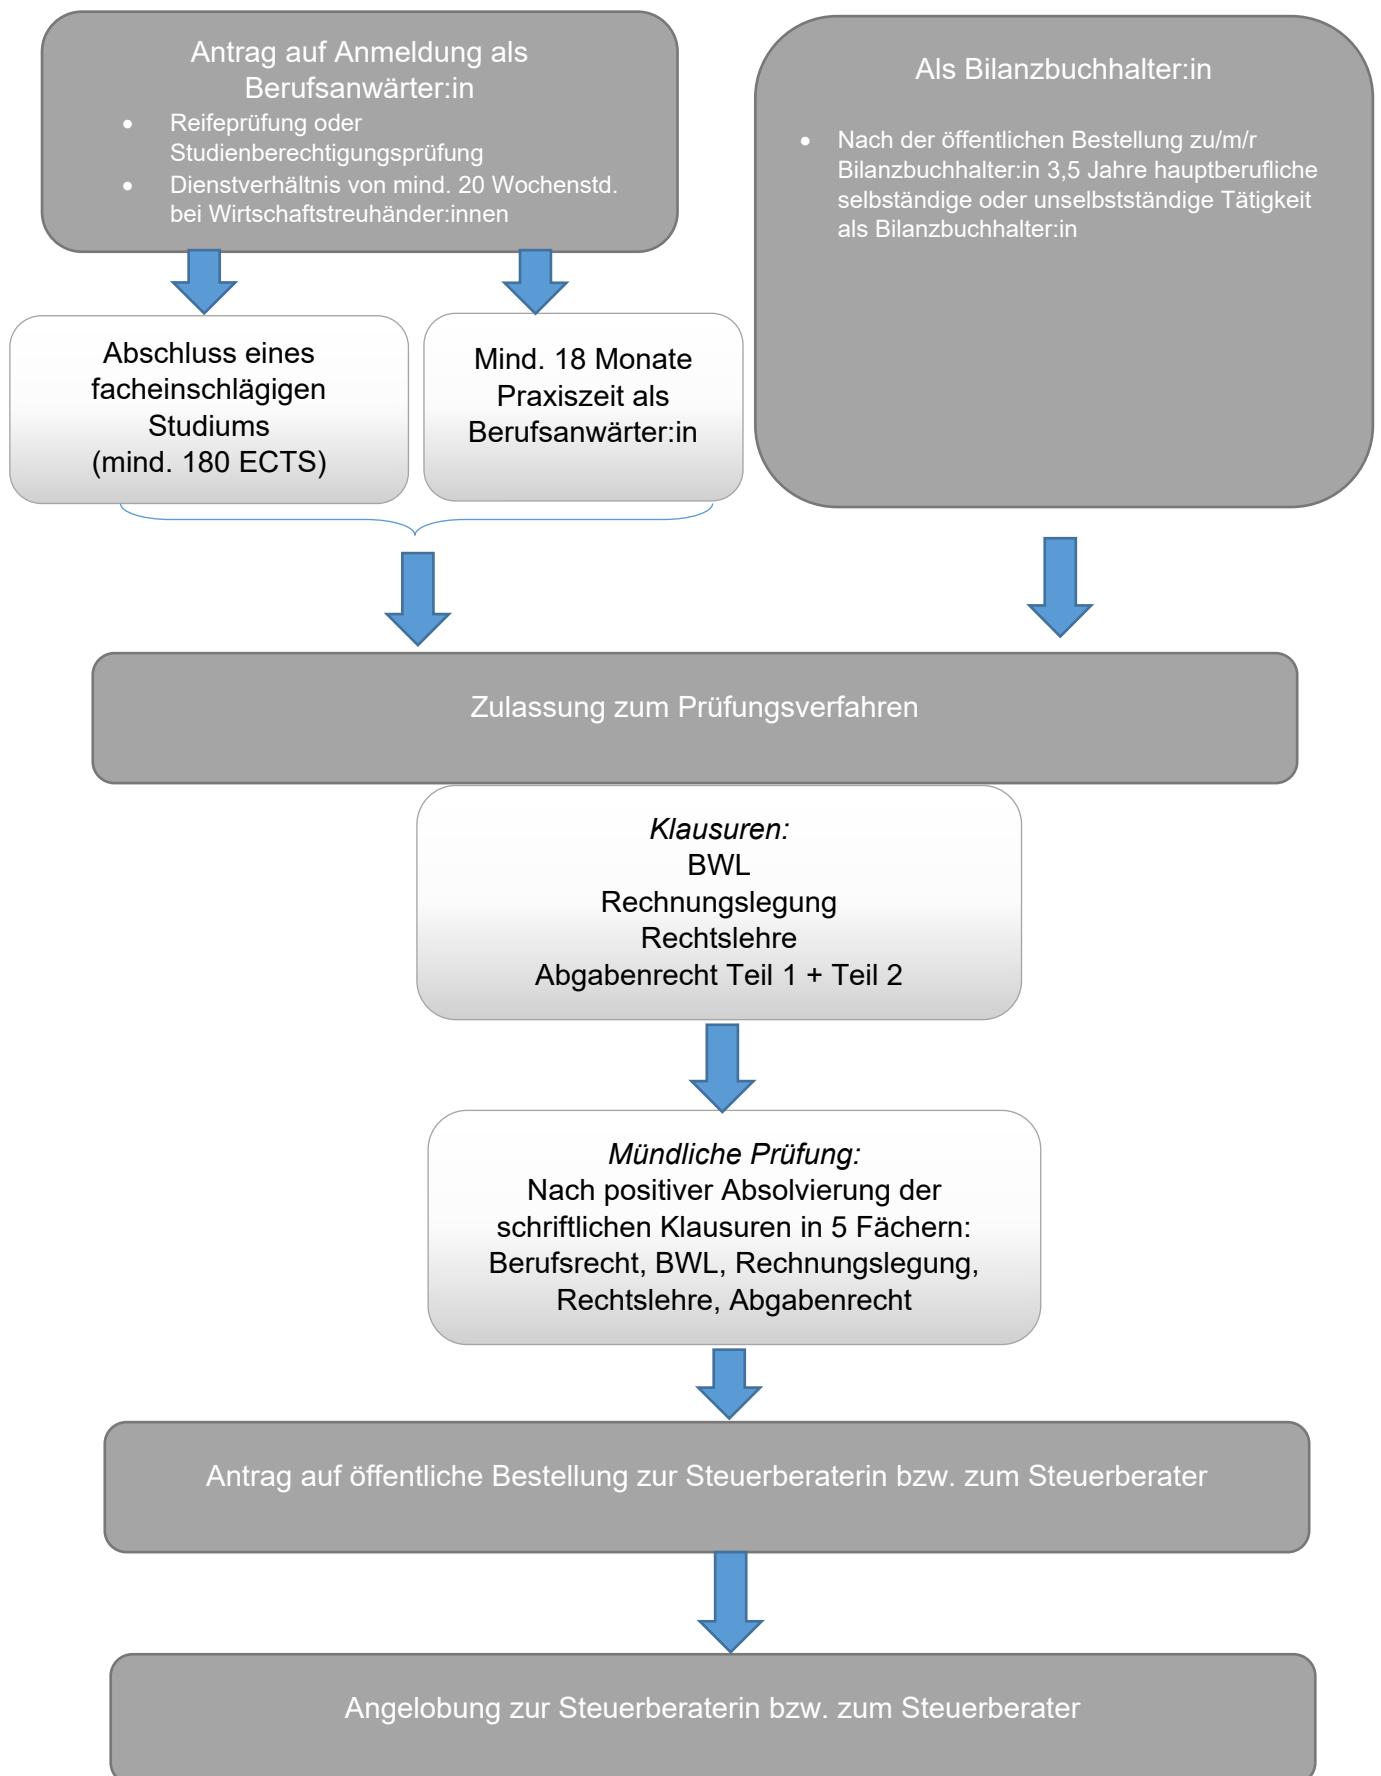 Antrag auf Anmeldung als
Berufsanwärter:in
• Reifeprüfung oder
Studienberechtigungsprüfung
• Dienstverhältnis von mind. 20 Wochenstd.
bei Wirtschaftstreuhänder:innen
Als Bilanzbuchhalter:in
• Nach der öffentlichen Bestellung zu/m/r
Bilanzbuchhalter:in 3,5 Jahre hauptberufliche
selbständige oder unselbstständige Tätigkeit
als Bilanzbuchhalter:in
Abschluss eines
facheinschlägigen
Studiums
(mind. 180 ECTS)
Mind. 18 Monate
Praxiszeit als
Berufsanwärter:in
Zulassung zum Prüfungsverfahren
Klausuren:
BWL
Rechnungslegung
Rechtslehre
Abgabenrecht Teil 1 + Teil 2
Mündliche Prüfung:
Nach positiver Absolvierung der
schriftlichen Klausuren in 5 Fächern:
Berufsrecht, BWL, Rechnungslegung,
Rechtslehre, Abgabenrecht
Antrag auf öffentliche Bestellung zur Steuerberaterin bzw. zum Steuerberater
Angelobung zur Steuerberaterin bzw. zum Steuerberater